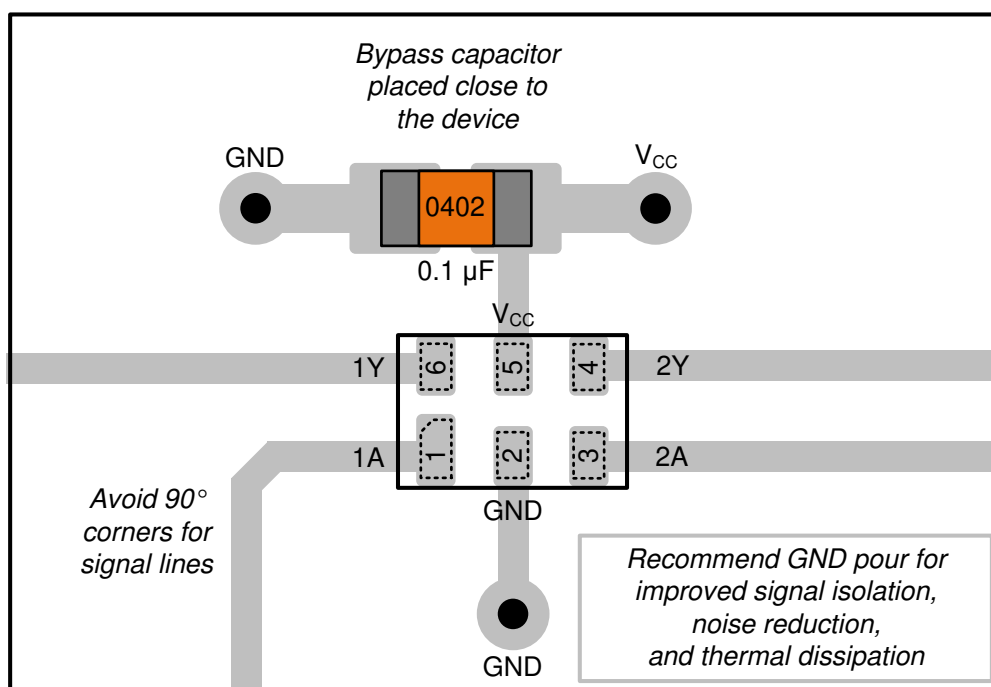 Bypass capacitor
placed close to
the device
GND
VCC
0402
0.1 µF
VCC
1Y
6
5
4
2Y
1A
1
2
3
2A
GND
Avoid 90°
corners for
signal lines
GND
Recommend GND pour for
improved signal isolation,
noise reduction,
and thermal dissipation